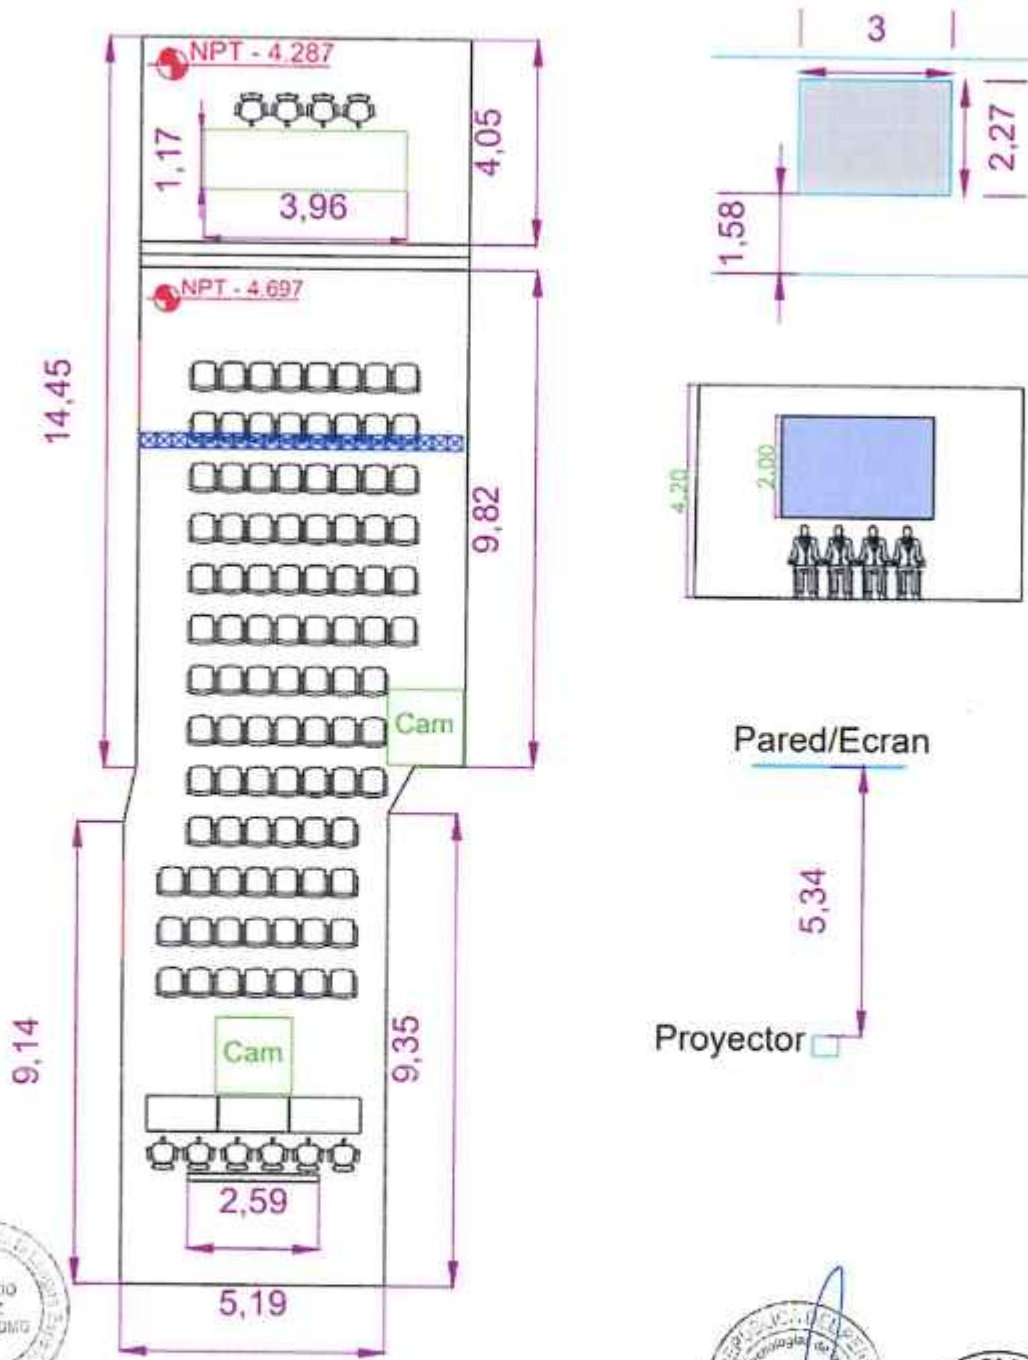 NPT - 4.287
4,05
1,17
3,96
NPT - 4.697
14,45
9,82
Cam
9,14
9,35
Cam
2,59
5,19
3
2,27
1,58
4.20
2.00
Pared/Ecran
5,34
Proyector